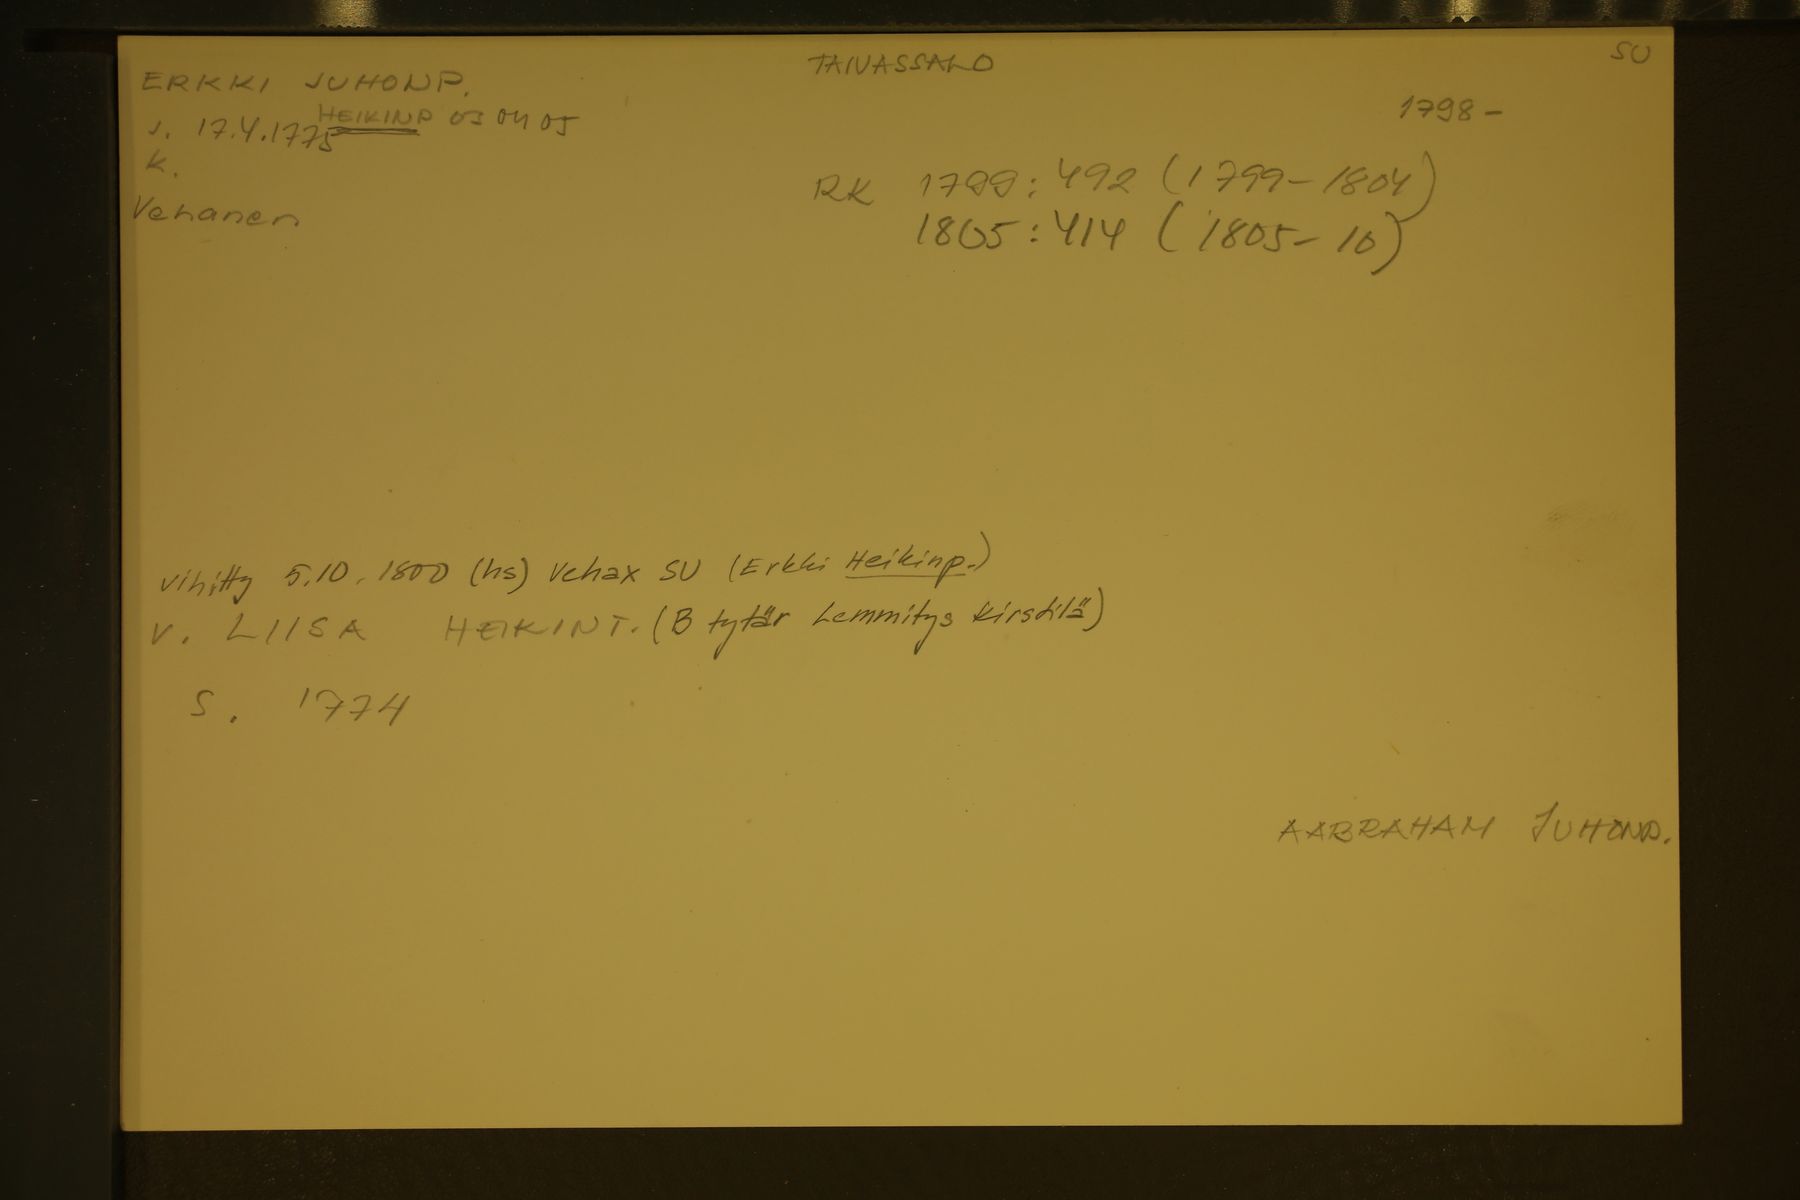 TAIVASSALO
SU
ERKKI JUHONP.
HEIKINP 03 04 05
1798-
s. 17.4.1775
k.
RK 1799: 492 (1799-1804)
Vehanen
1805: 414 (1805-10)
vihitty 5.10.1800 (hs) Vehax SU (Erkki Heikinp.)
V. LIISA HEIKINT. (B tytär Lemmitys Kirstilä)
S. 1774
AABRAHAM JUHONP.